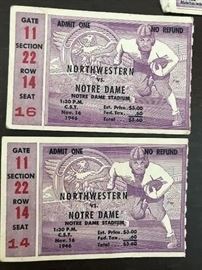 GATE
11
SECTION
22
ROW
14
SEAT
16
ADMIT ONE
NO REFUND
NORTHWESTERN
VS.
NOTRE DAME
NOTRE DAME STADIUM
1:30 P.M.
C.S.T.
Nov. 16
1946
Est. Price $3.00
Fed. Tax .60
Total $3.60
GATE
11
SECTION
22
ROW
14
SEAT
14
ADMIT ONE
NO REFUND
NORTHWESTERN
VS.
NOTRE DAME
NOTRE DAME STADIUM
1:30 P.M.
C.S.T.
Nov. 16
1946
Est. Price $3.00
Fed. Tax .60
Total $3.60